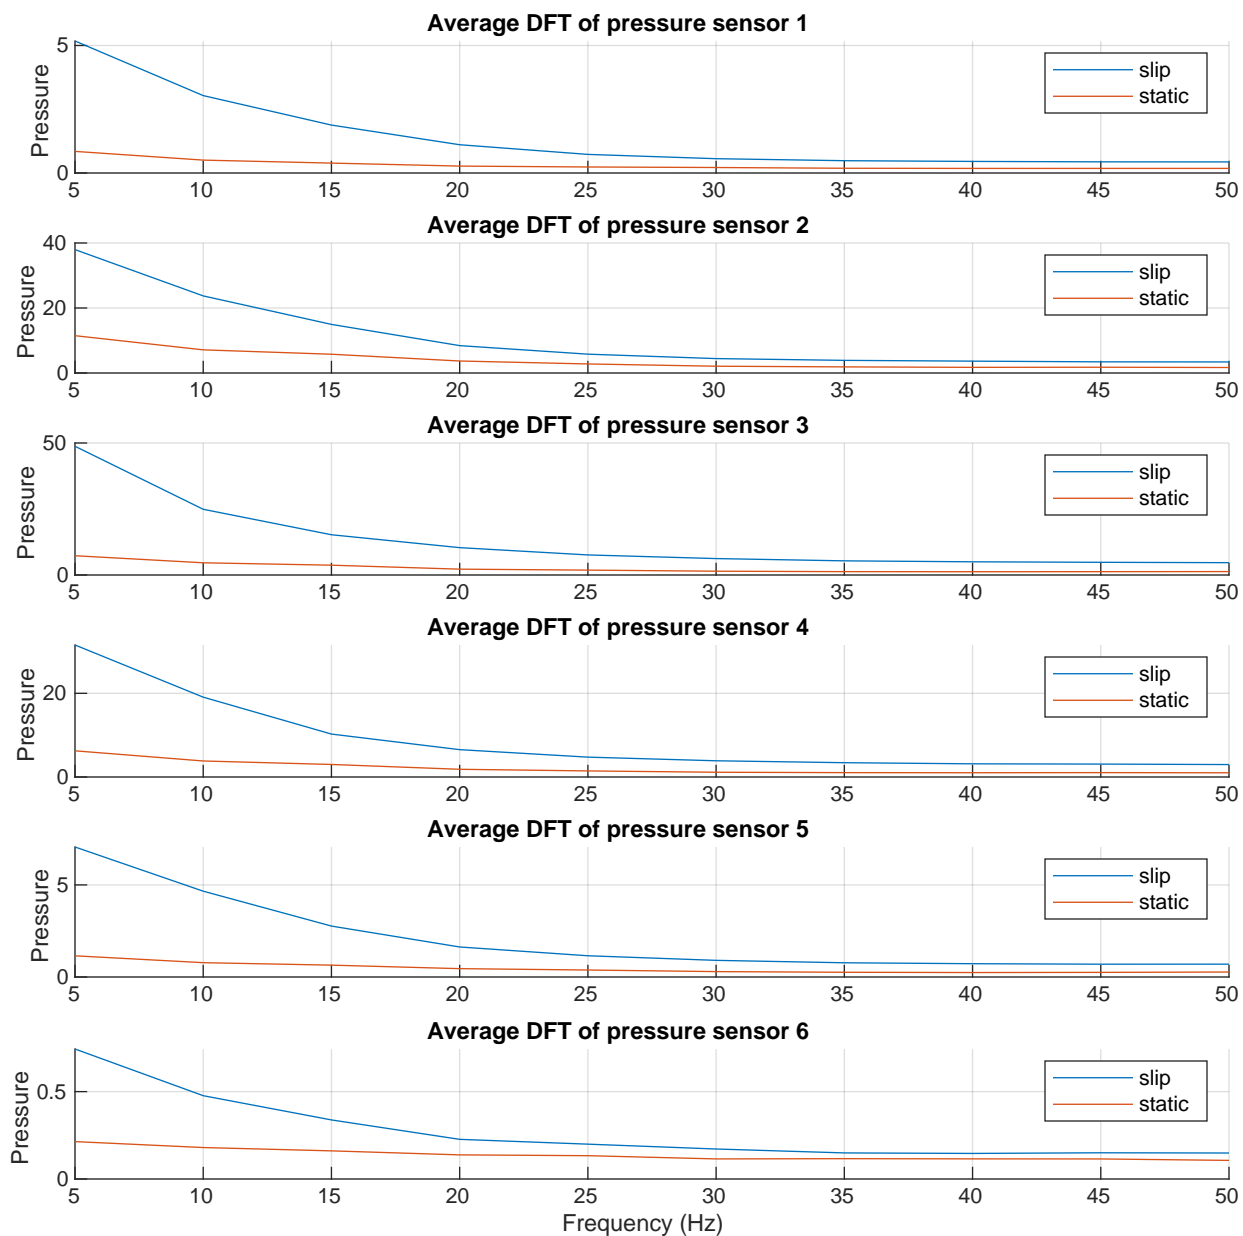 Average DFT of pressure sensor 1
Pressure
5
0
slip
static
5 10 15 20 25 30 35 40 45 50
Average DFT of pressure sensor 2
Pressure
40
20
0
slip
static
5 10 15 20 25 30 35 40 45 50
Average DFT of pressure sensor 3
Pressure
50
0
slip
static
5 10 15 20 25 30 35 40 45 50
Average DFT of pressure sensor 4
Pressure
20
0
slip
static
5 10 15 20 25 30 35 40 45 50
Average DFT of pressure sensor 5
Pressure
5
0
slip
static
5 10 15 20 25 30 35 40 45 50
Average DFT of pressure sensor 6
Pressure
0.5
0
slip
static
5 10 15 20 25 30 35 40 45 50
Frequency (Hz)